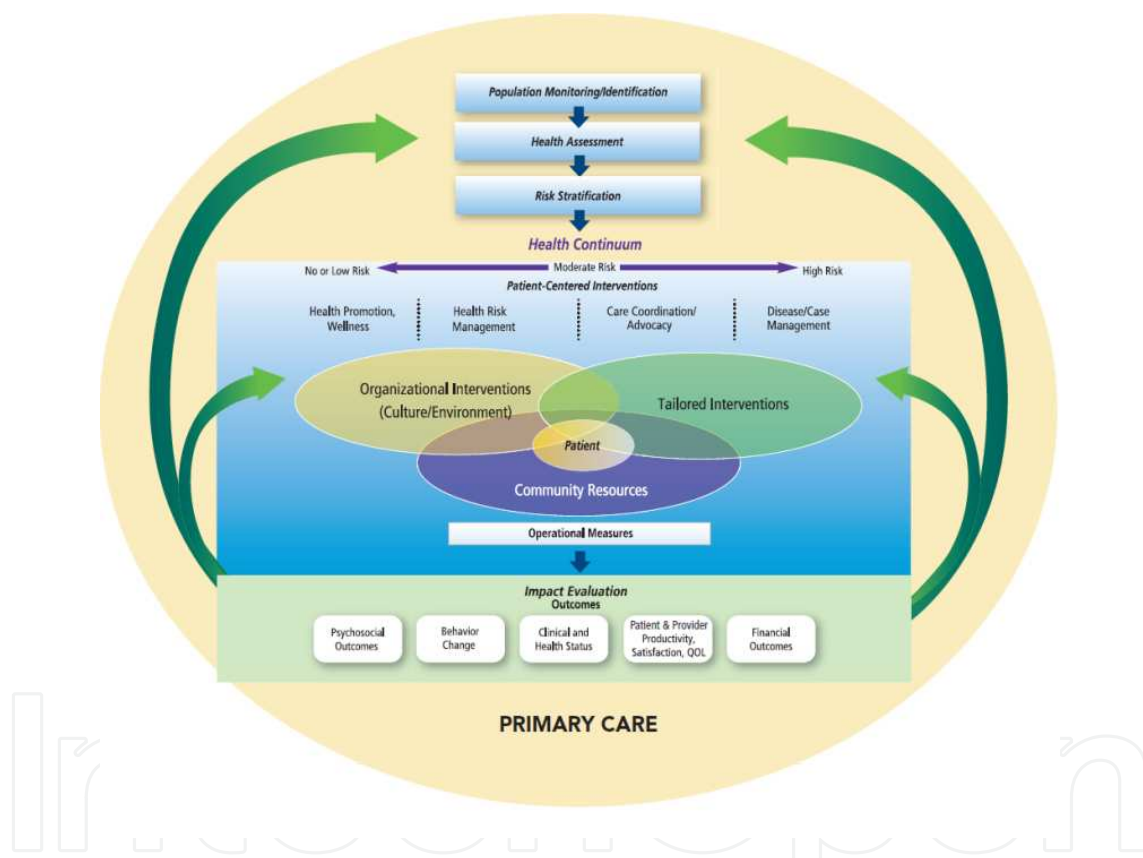 Population Monitoring/Identification
Health Assessment
Risk Stratification
Health Continuum
No or Low Risk
Moderate Risk
High Risk
Patient-Centered Interventions
Health Promotion,
Wellness
Health Risk
Management
Care Coordination/
Advocacy
Disease/Case
Management
Organizational Interventions
(Culture/Environment)
Tailored Interventions
Patient
Community Resources
Operational Measures
Impact Evaluation
Outcomes
Psychosocial
Outcomes
Behavior
Change
Clinical and
Health Status
Patient & Provider
Productivity,
Satisfaction, QOL
Financial
Outcomes
PRIMARY CARE
IntechOpen